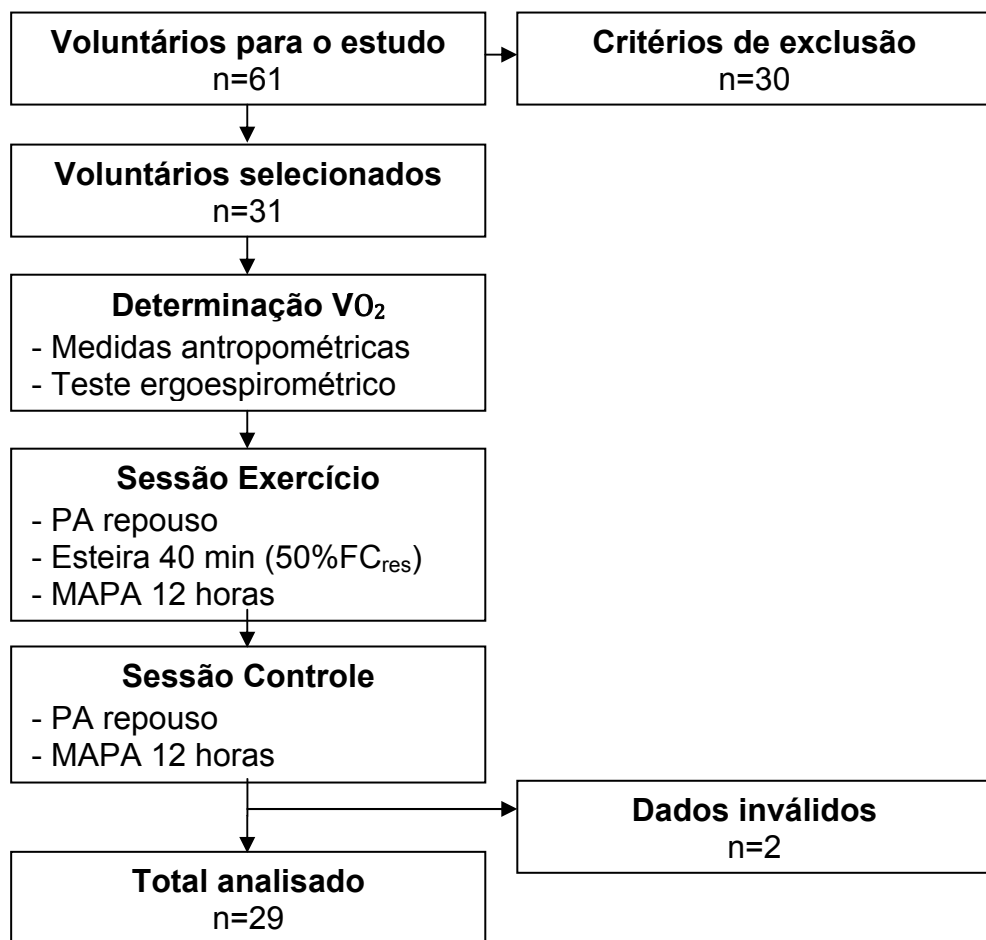 Voluntários para o estudo
n=61
Critérios de exclusão
n=30
Voluntários selecionados
n=31
Determinação VO₂
- Medidas antropométricas
- Teste ergoespirométrico
Sessão Exercício
- PA repouso
- Esteira 40 min (50%FCres)
- MAPA 12 horas
Sessão Controle
- PA repouso
- MAPA 12 horas
Dados inválidos
n=2
Total analisado
n=29